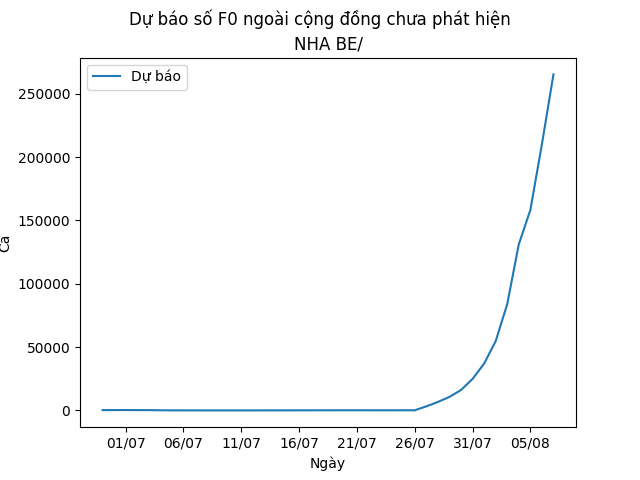 Dự báo số F0 ngoài cộng đồng chưa phát hiện
NHA BE/
Dự báo
250000
200000
150000
100000
50000
0
Ca
01/07 06/07 11/07 16/07 21/07 26/07 31/07 05/08
Ngày